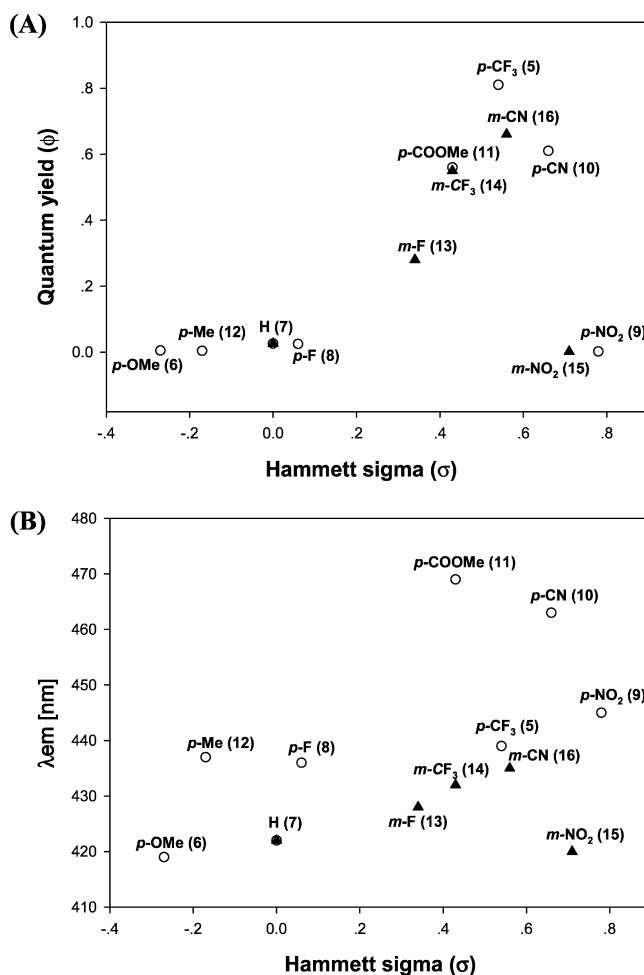 (A)
1.0
p-CF₃ (5)
.8
m-CN (16)
p-COOMe (11)
.6
p-CN (10)
m-CF₃ (14)
Quantum yield (ϕ)
.4
m-F (13)
.2
H (7)
p-Me (12)
p-NO₂ (9)
0.0
p-F (8)
p-OMe (6)
m-NO₂ (15)
-.4 -.2 0.0 .2 .4 .6 .8
Hammett sigma (σ)
(B)
480
p-COOMe (11)
470
p-CN (10)
460
450
p-NO₂ (9)
λem [nm]
p-CF₃ (5)
p-Me (12)
p-F (8)
440
m-CN (16)
m-CF₃ (14)
430
H (7)
m-F (13)
m-NO₂ (15)
p-OMe (6)
420
410
-.4 -.2 0.0 .2 .4 .6 .8
Hammett sigma (σ)